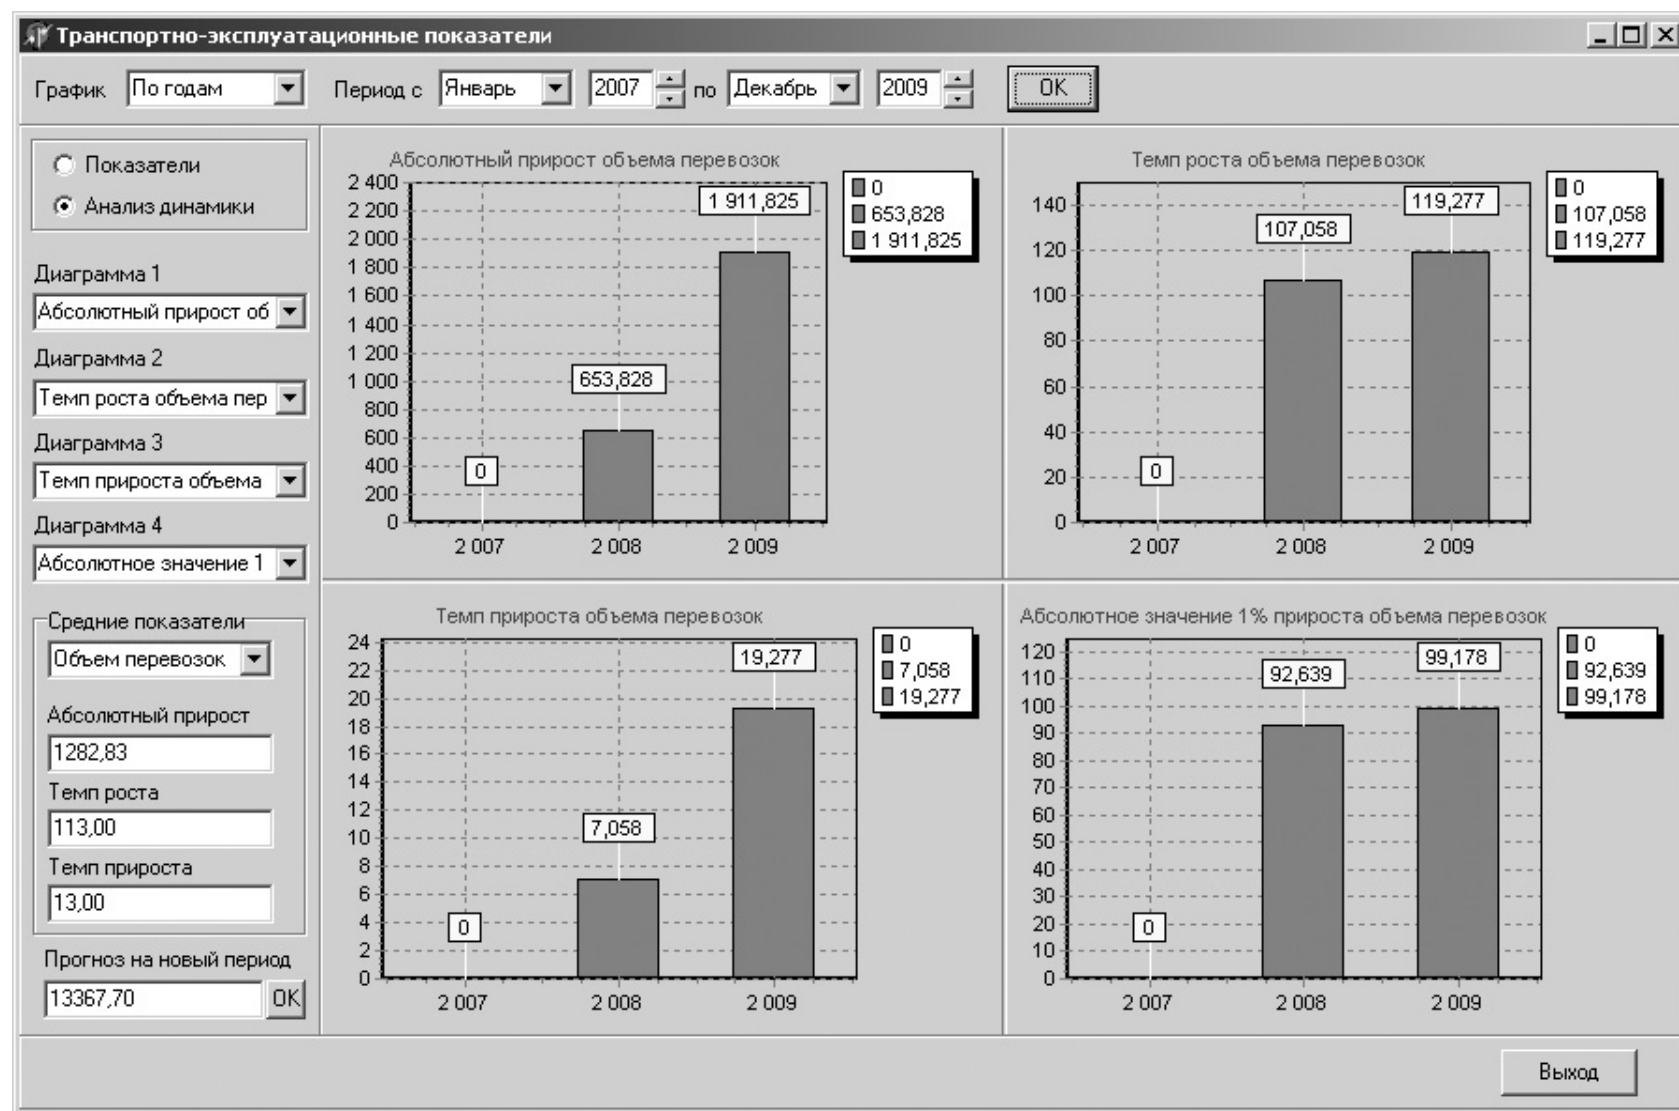 Транспортно-эксплуатационные показатели
График По годам Период с Январь 2007 по Декабрь 2009 OK
Показатели
Анализ динамики
Диаграмма 1
Абсолютный прирост об
Диаграмма 2
Темп роста объема пер
Диаграмма 3
Темп прироста объема
Диаграмма 4
Абсолютное значение 1
Средние показатели
Объем перевозок
Абсолютный прирост
1282,83
Темп роста
113,00
Темп прироста
13,00
Прогноз на новый период
13367,70 OK
Абсолютный прирост объема перевозок
2 400
2 200
2 000
1 800
1 600
1 400
1 200
1 000
800
600
400
200
0
0
653,828
1 911,825
2 007 2 008 2 009
0
653,828
1 911,825
Темп роста объема перевозок
140
120
100
80
60
40
20
0
0
107,058
119,277
2 007 2 008 2 009
0
107,058
119,277
Темп прироста объема перевозок
24
22
20
18
16
14
12
10
8
6
4
2
0
0
7,058
19,277
2 007 2 008 2 009
0
7,058
19,277
Абсолютное значение 1% прироста объема перевозок
120
110
100
90
80
70
60
50
40
30
20
10
0
0
92,639
99,178
2 007 2 008 2 009
0
92,639
99,178
Выход